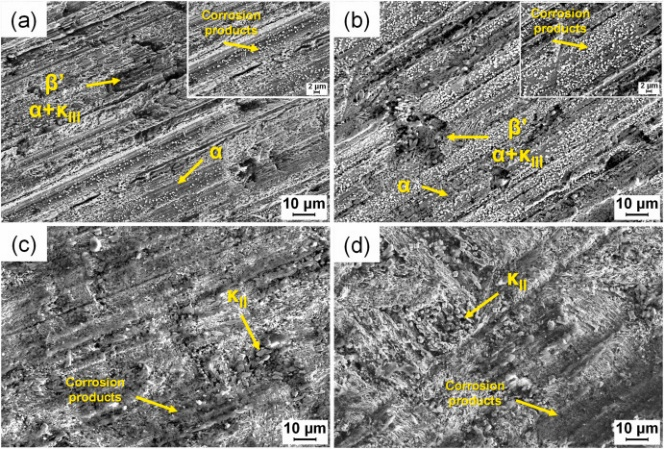 (a)
Corrosion
products
β'
α+κIII
α
2 μm
10 μm
(b)
Corrosion
products
β'
α+κIII
α
2 μm
10 μm
(c)
κII
Corrosion
products
10 μm
(d)
κII
Corrosion
products
10 μm